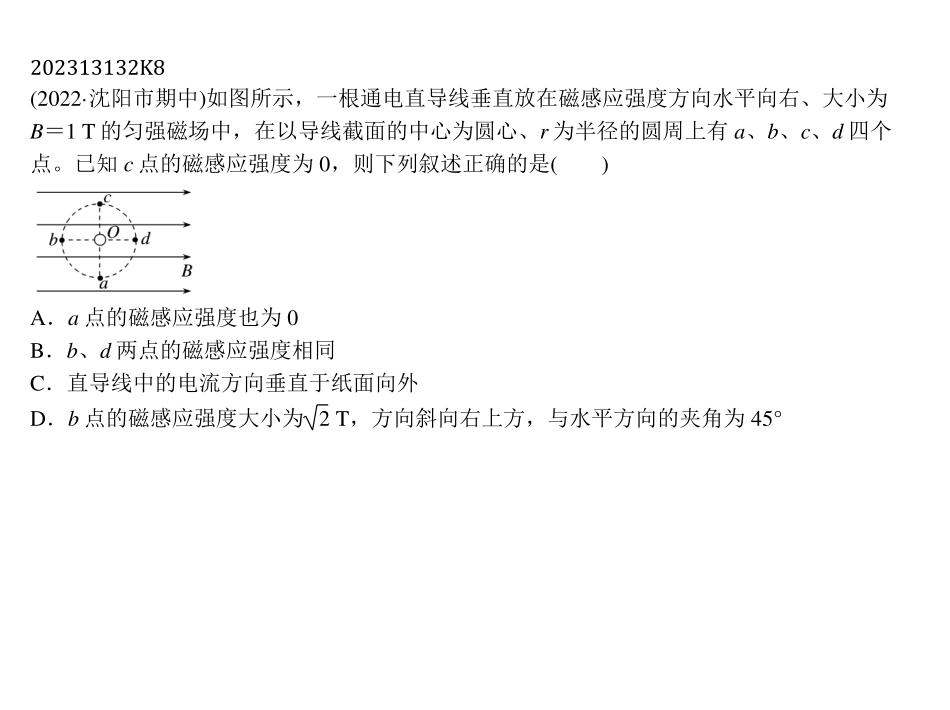 202313132K8
(2022·沈阳市期中)如图所示，一根通电直导线垂直放在磁感应强度方向水平向右、大小为
B＝1 T 的匀强磁场中，在以导线截面的中心为圆心、r 为半径的圆周上有 a、b、c、d 四个
点。已知 c 点的磁感应强度为 0，则下列叙述正确的是(　　)
c
b O d
B
a
A．a 点的磁感应强度也为 0
B．b、d 两点的磁感应强度相同
C．直导线中的电流方向垂直于纸面向外
D．b 点的磁感应强度大小为√2 T，方向斜向右上方，与水平方向的夹角为 45°